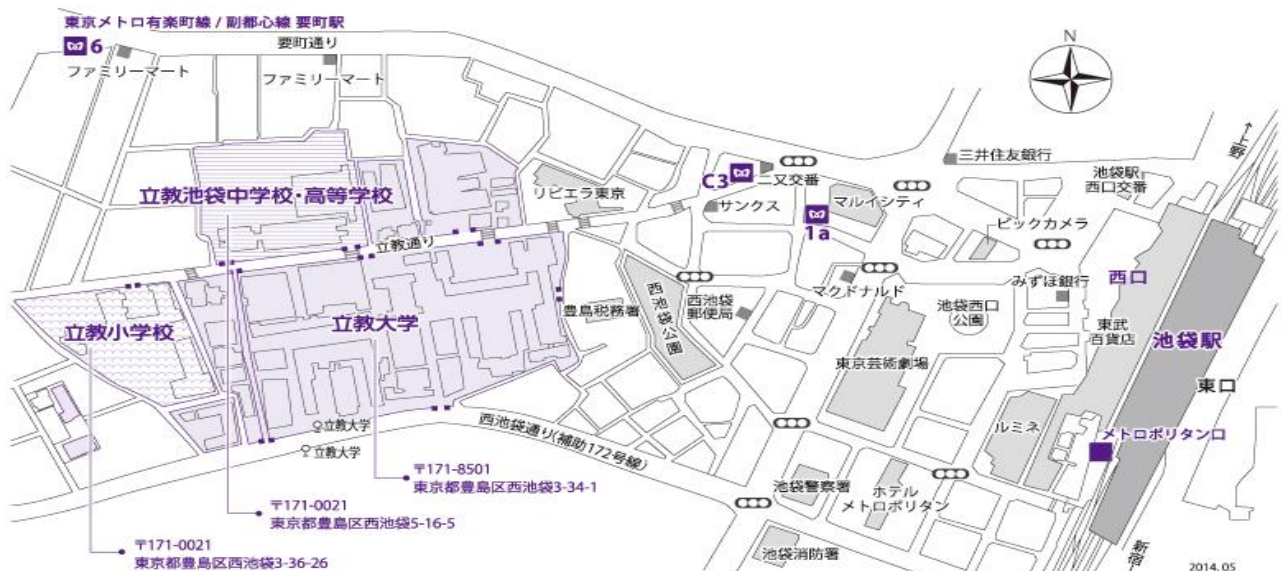 東京メトロ有楽町線 / 副都心線 要町駅
6
要町通り
ファミリーマート
ファミリーマート
N
↑上野
三井住友銀行
池袋駅
西口交番
C3
二又交番
立教池袋中学校・高等学校
リビエラ東京
サンクス
マルイシティ
1a
ビックカメラ
立教通り
西口
マクドナルド
みずほ銀行
立教小学校
立教大学
豊島税務署
西池袋公園
西池袋
郵便局
池袋西口
公園
東武
百貨店
池袋駅
東京芸術劇場
東口
ルミネ
メトロポリタン口
立教大学
立教大学
西池袋通り(補助172号線)
〒171-8501
東京都豊島区西池袋3-34-1
池袋警察署
ホテル
メトロポリタン
〒171-0021
東京都豊島区西池袋5-16-5
池袋消防署
〒171-0021
東京都豊島区西池袋3-36-26
新宿↓
2014.05